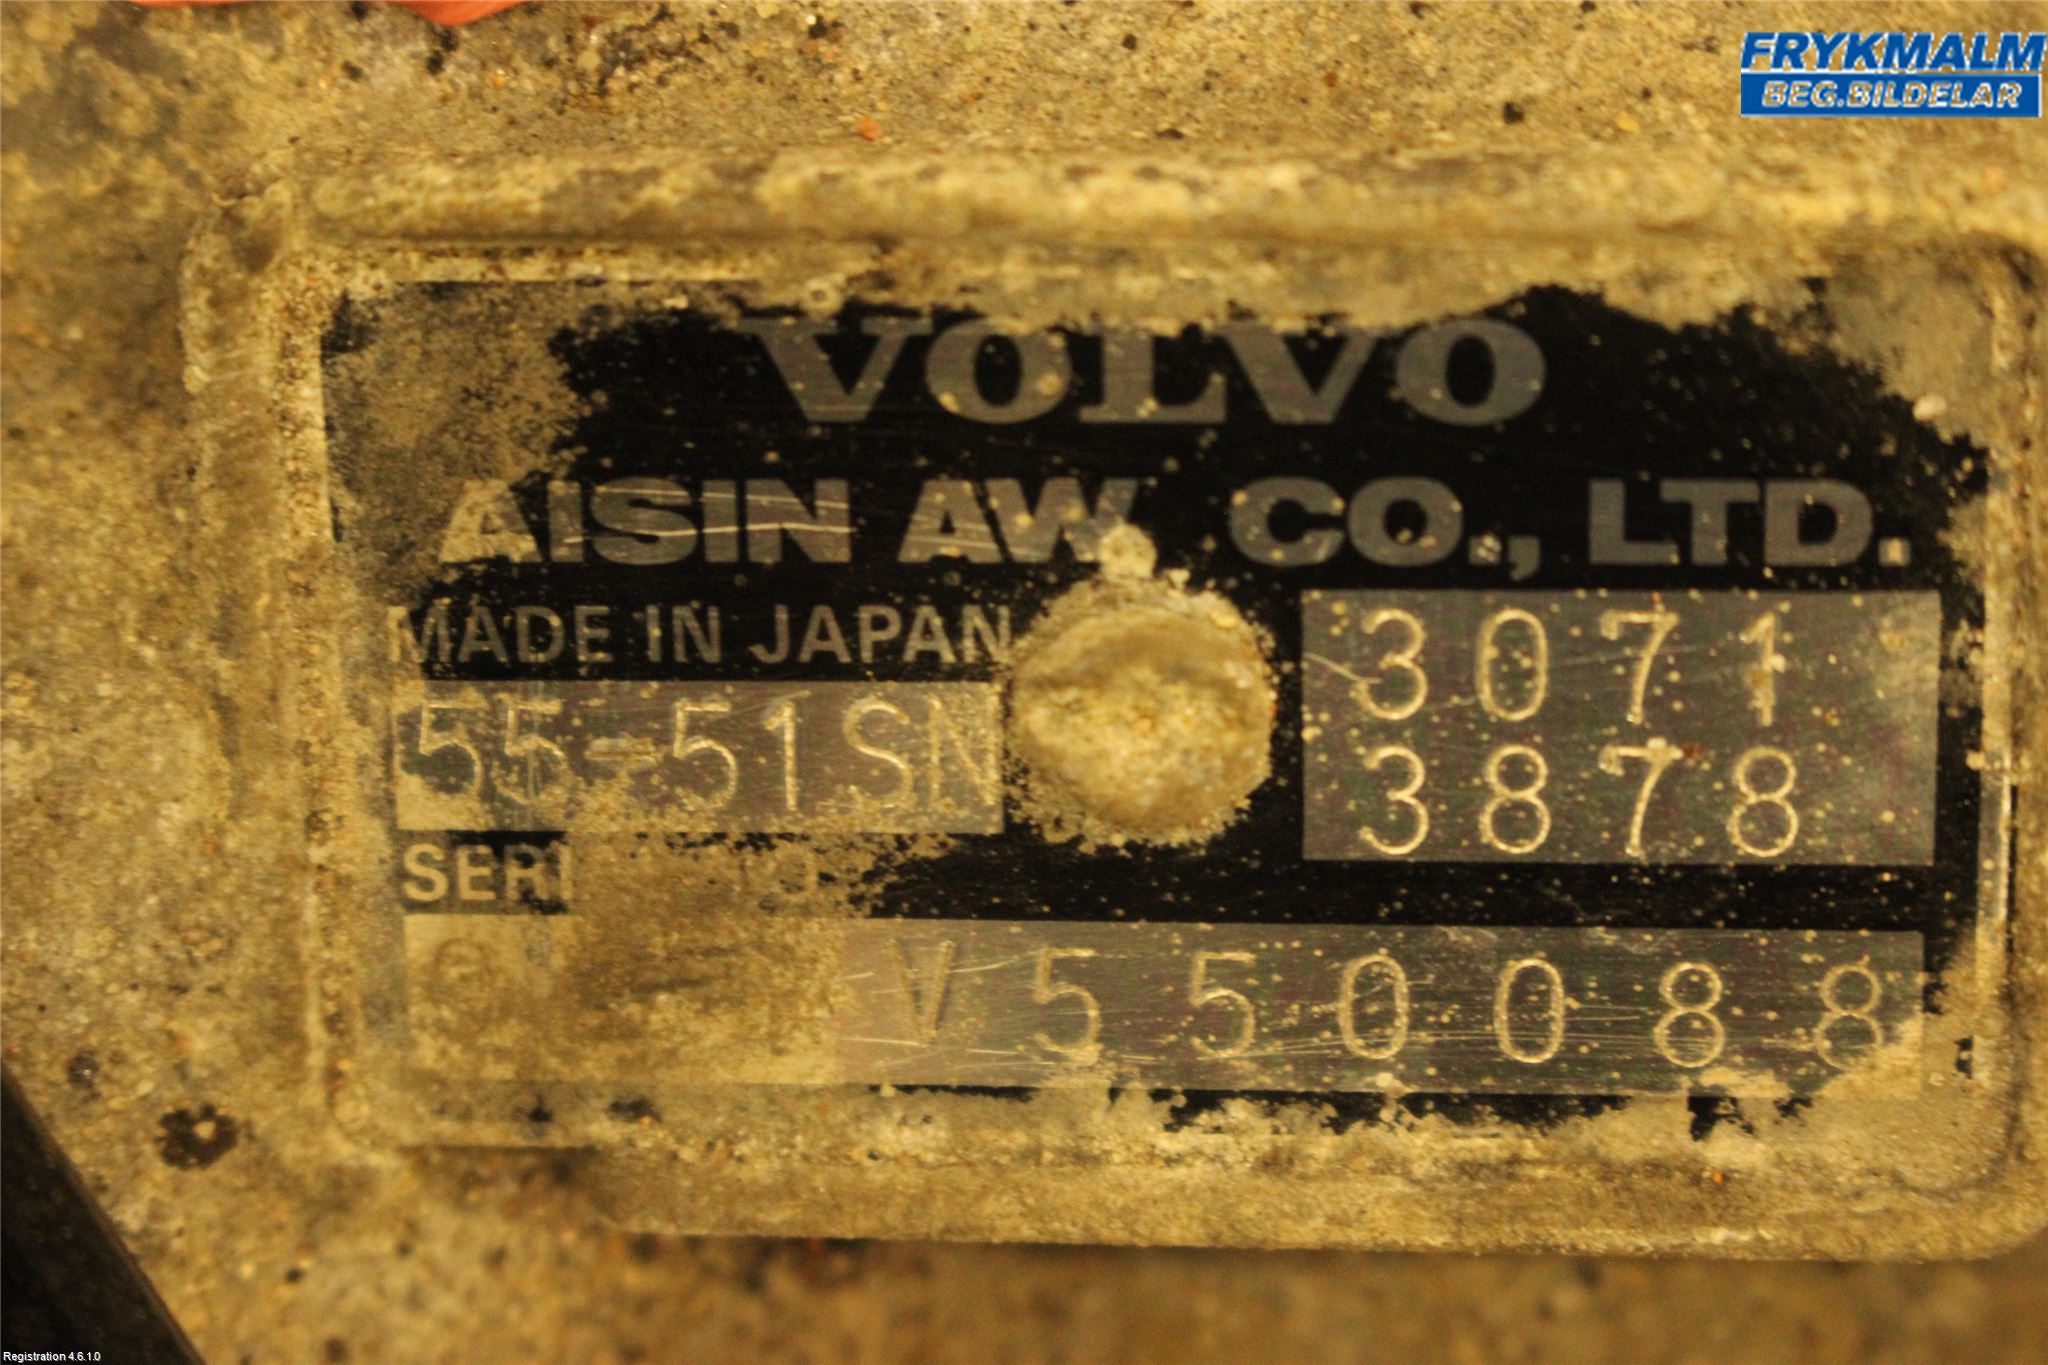 FRYKMALM
BEG.BILDELAR
VOLVO
AISIN AW CO., LTD.
MADE IN JAPAN
55-51SN
3071
3878
V550088
Registration 4.6.1.0